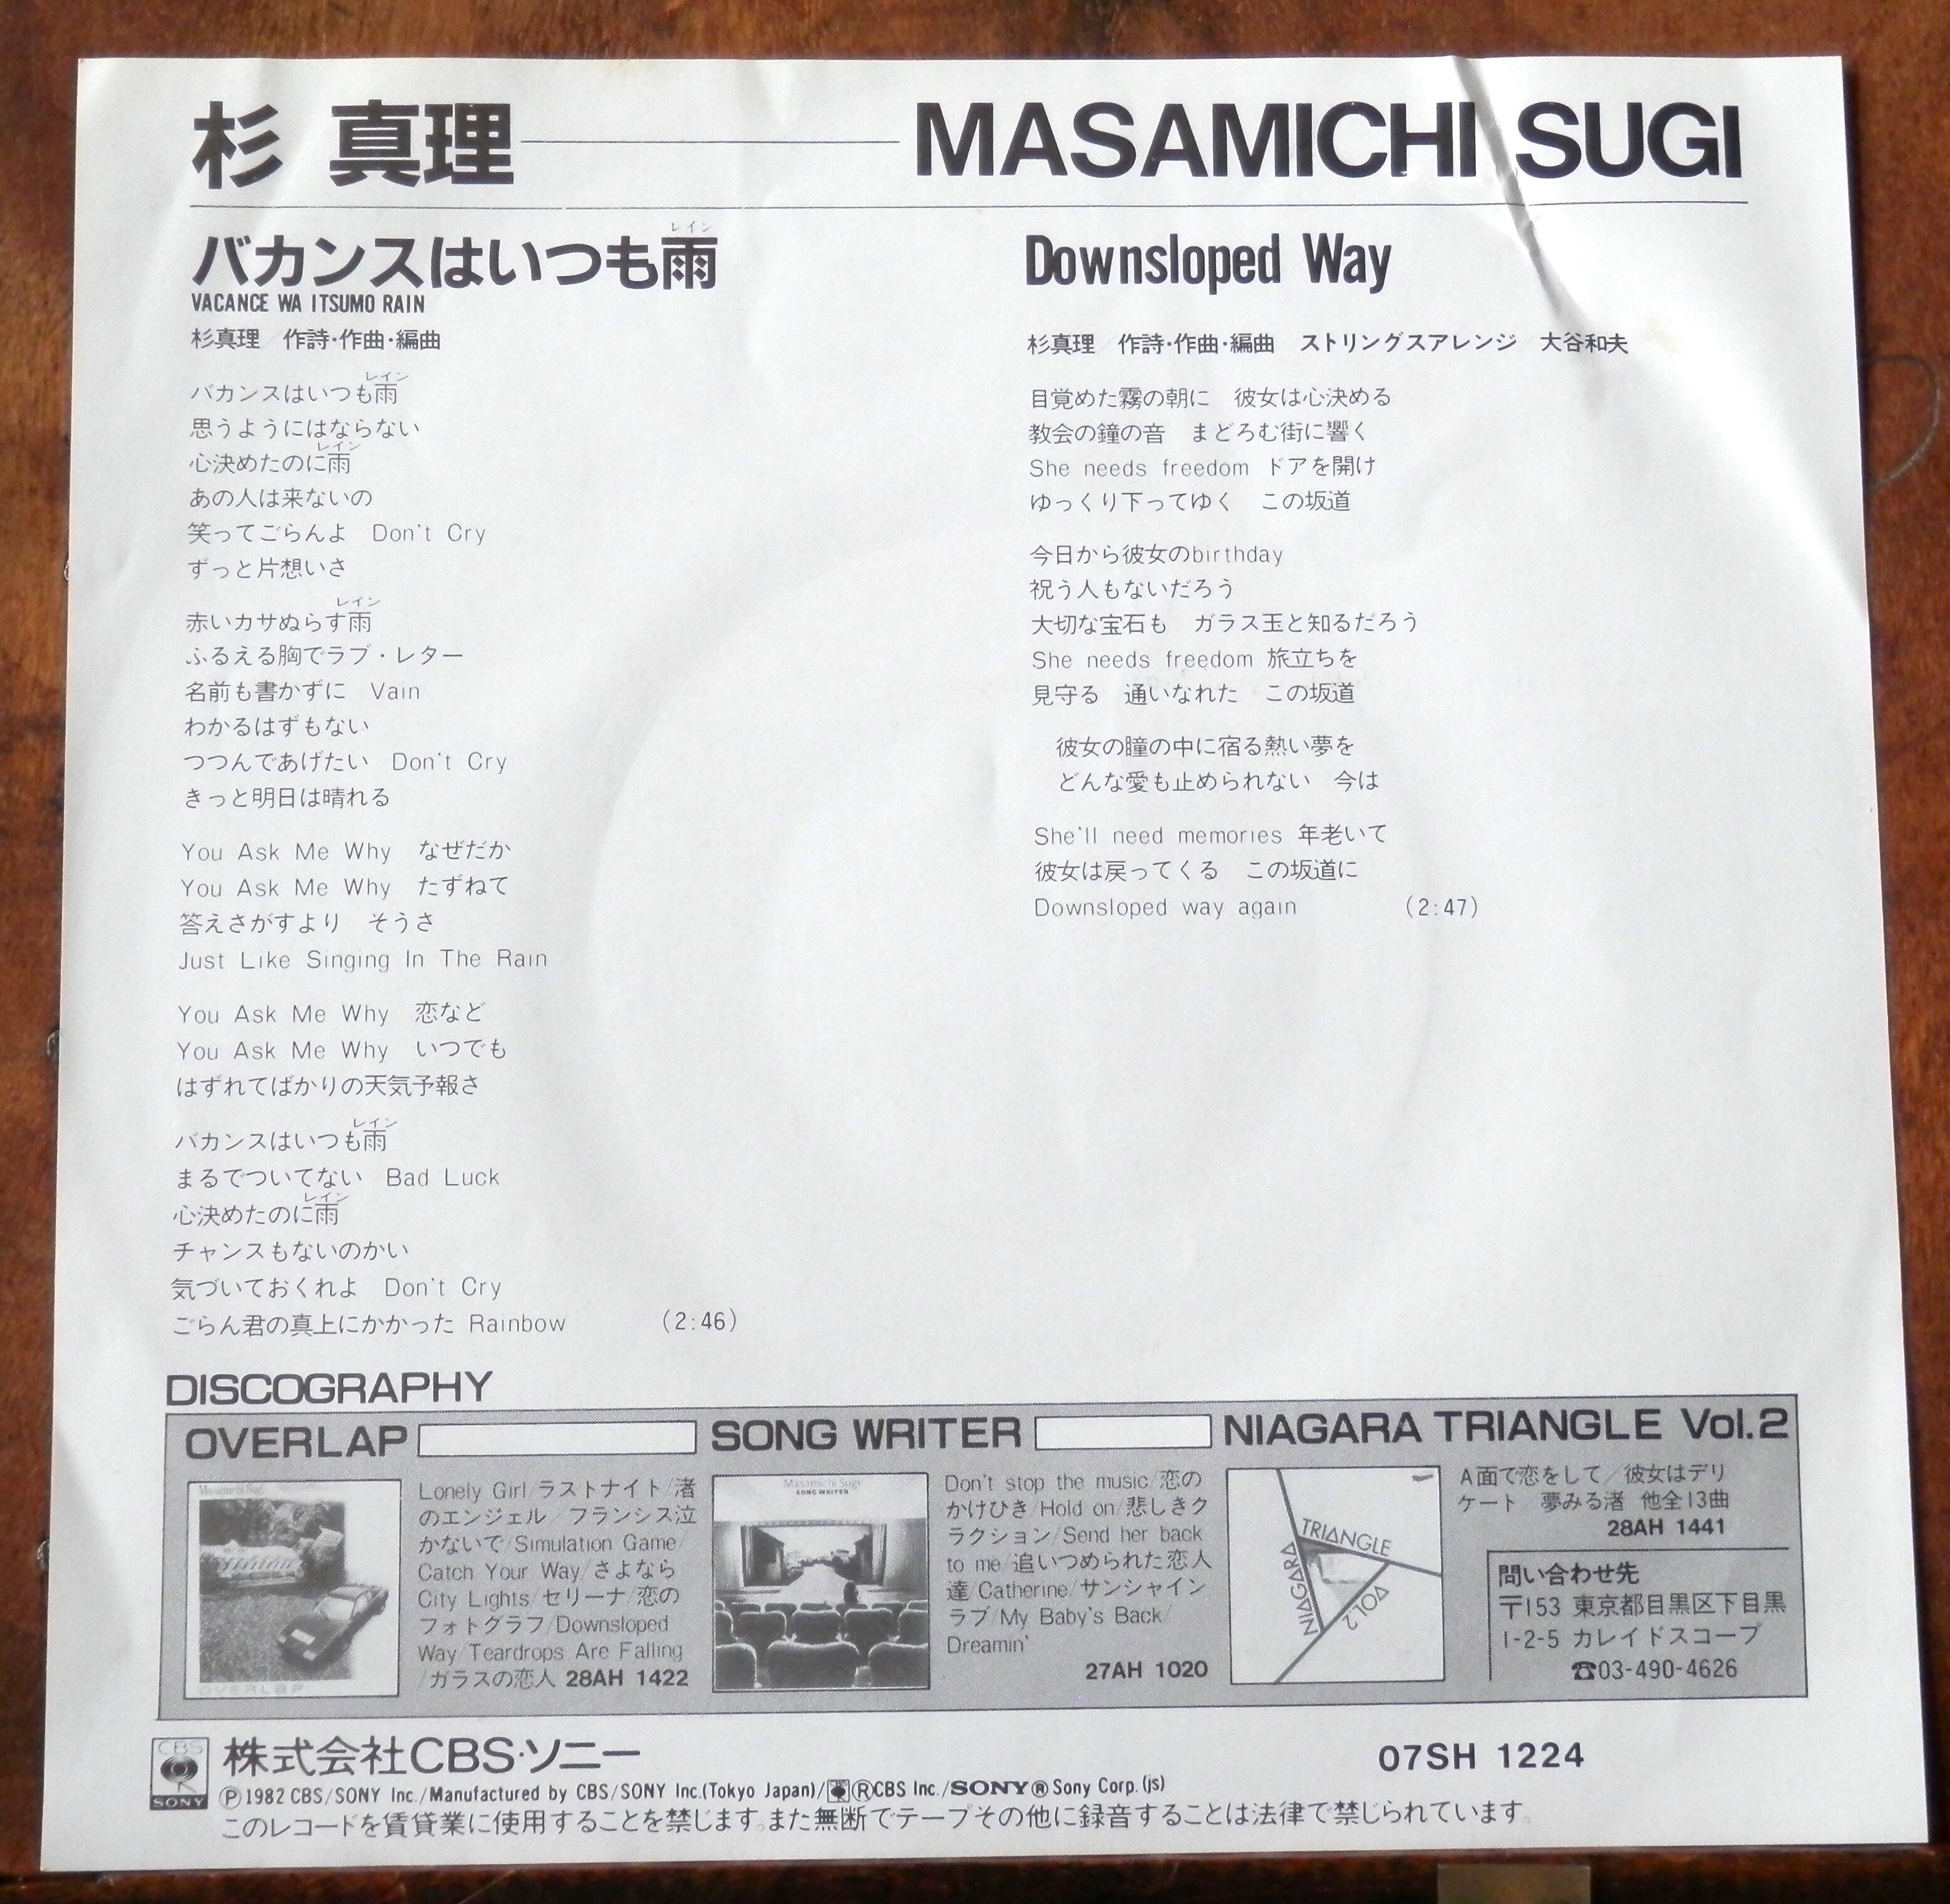 杉 真理 MASAMICHI SUGI
レイン
バカンスはいつも雨
VACANCE WA ITSUMO RAIN
杉真理／作詩・作曲・編曲
レイン
バカンスはいつも雨
思うようにはならない
レイン
心決めたのに雨
あの人は来ないの
笑ってごらんよ Don't Cry
ずっと片想いさ
レイン
赤いカサぬらす雨
ふるえる胸でラブ・レター
名前も書かずに Vain
わかるはずもない
つつんであげたい Don't Cry
きっと明日は晴れる
You Ask Me Why なぜだか
You Ask Me Why たずねて
答えさがすより そうさ
Just Like Singing In The Rain
You Ask Me Why 恋など
You Ask Me Why いつでも
はずれてばかりの天気予報さ
レイン
バカンスはいつも雨
まるでついてない Bad Luck
レイン
心決めたのに雨
チャンスもないのかい
気づいておくれよ Don't Cry
ごらん君の真上にかかった Rainbow (2:46)
Downsloped Way
杉真理／作詩・作曲・編曲 ストリングスアレンジ／大谷和夫
目覚めた霧の朝に 彼女は心決める
教会の鐘の音 まどろむ街に響く
She needs freedom ドアを開け
ゆっくり下ってゆく この坂道
今日から彼女のbirthday
祝う人もないだろう
大切な宝石も ガラス玉と知るだろう
She needs freedom 旅立ちを
見守る 通いなれた この坂道
彼女の瞳の中に宿る熱い夢を
どんな愛も止められない 今は
She'll need memories 年老いて
彼女は戻ってくる この坂道に
Downsloped way again (2:47)
DISCOGRAPHY
OVERLAP
Masamichi Sugi
OVERLAP
Lonely Girl/ラストナイト/渚
のエンジェル／フランシス泣
かないで/Simulation Game/
Catch Your Way/さよなら
City Lights/セリーナ/恋の
フォトグラフ/Downsloped
Way/Teardrops Are Falling
/ガラスの恋人 28AH 1422
SONG WRITER
Masamichi Sugi
SONG WRITER
Don't stop the music/恋の
かけひき/Hold on/悲しきク
ラクション/Send her back
to me/追いつめられた恋人
達/Catherine/サンシャイン
ラブ/My Baby's Back/
Dreamin'
27AH 1020
NIAGARA TRIANGLE Vol.2
TRIANGLE
NIAGARA
VOL.2
A面で恋をして／彼女はデリ
ケート／夢みる渚 他全13曲
28AH 1441
問い合わせ先
〒153 東京都目黒区下目黒
1-2-5 カレイドスコープ
☎03-490-4626
CBS
SONY
株式会社CBS・ソニー
07SH 1224
Ⓟ1982 CBS/SONY Inc./Manufactured by CBS/SONY Inc.(Tokyo Japan)/ⓇCBS Inc./SONY® Sony Corp. (js)
このレコードを賃貸業に使用することを禁じます。また無断でテープその他に録音することは法律で禁じられています。